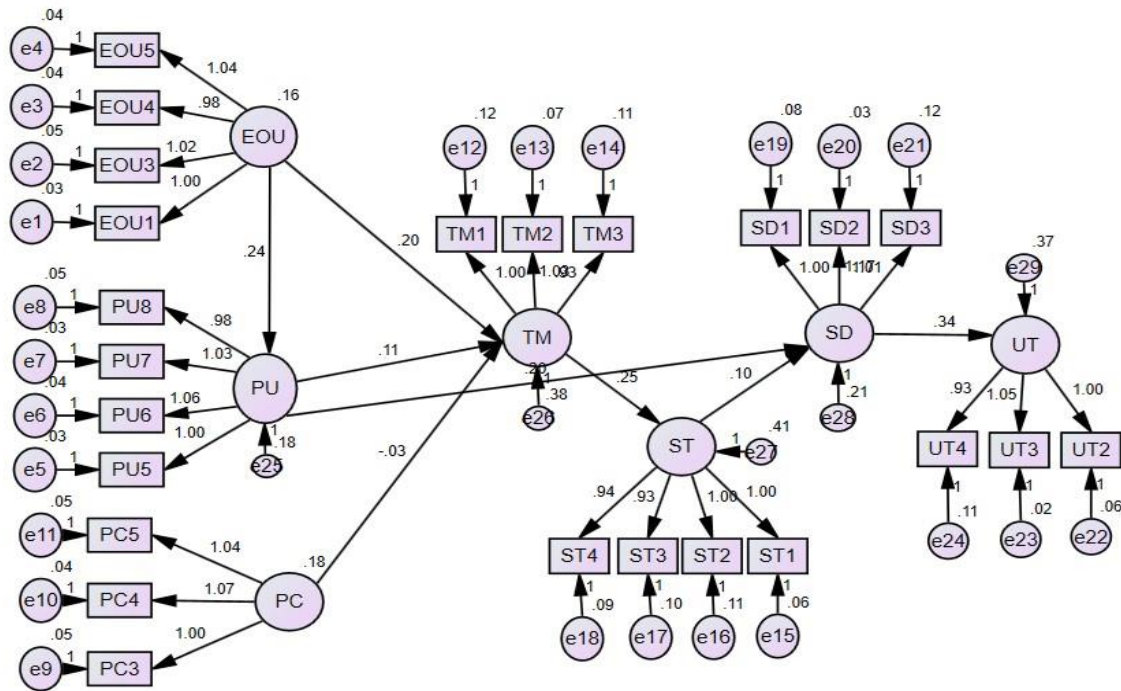 .04
e4 1 EOU5
1.04
.04
e3 1 EOU4
.98
.16
EOU
.05
e2 1 EOU3
1.02
.03
e1 1 EOU1
1.00
.24
.20
.12 .07 .11
e12 e13 e14
1 1 1
TM1 TM2 TM3
1.00 1.03 .93
TM
.08 .03 .12
e19 e20 e21
1 1 1
SD1 SD2 SD3
1.00
SD
.37
e29
1
.34
UT
.05
e8 1 PU8
.98
.03
e7 1 PU7
1.03
PU
.04
e6 1 PU6
1.06
.03
e5 1 PU5
1.00
1
.18
e25
.11
.20
1
.38
e26
.25
.10
1
.21
e28
.93 1.05 1.00
UT4 UT3 UT2
1 1 1
.11 .02 .06
e24 e23 e22
-.03
ST
1
.41
e27
.94 .93 1.00 1.00
ST4 ST3 ST2 ST1
1 1 1 1
.09 .10 .11 .06
e18 e17 e16 e15
.05
e11 1 PC5
1.04
.18
.04
e10 1 PC4
1.07
PC
.05
e9 1 PC3
1.00